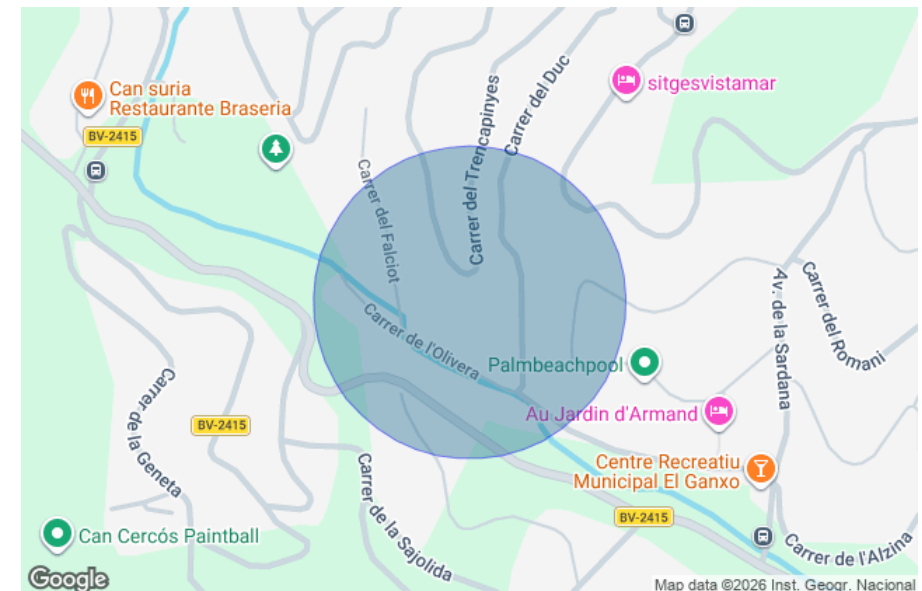 Can suria
Restaurante Braseria
BV-2415
Carrer del Trencapinyes
Carrer del Duc
sitgesvistamar
Carrer del Falciot
Carrer de l'Olivera
Av. de la Sardana
Carrer del Romani
Palmbeachpool
Au Jardin d'Armand
Carrer de la Geneta
BV-2415
Centre Recreatiu
Municipal El Ganxo
BV-2415
Carrer de la Sajolida
Can Cercós Paintball
Carrer de l'Alzina
Google
Map data ©2026 Inst. Geogr. Nacional